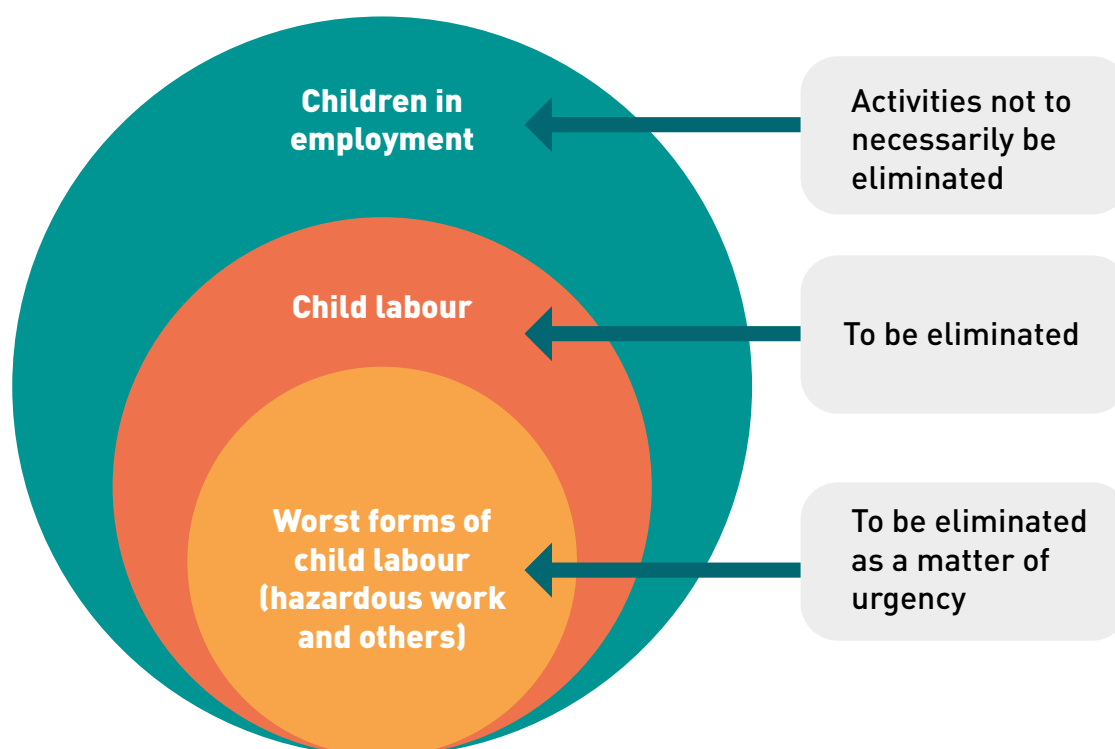 Children in
employment
Activities not to
necessarily be
eliminated
Child labour
To be eliminated
Worst forms of
child labour
(hazardous work
and others)
To be eliminated
as a matter of
urgency